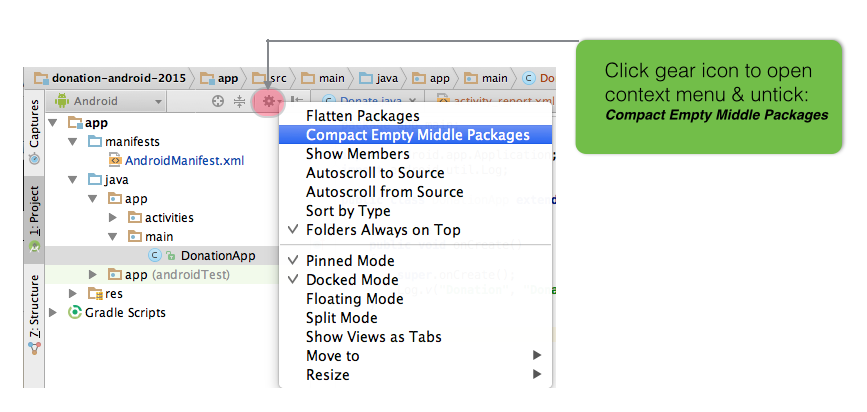 donation-android-2015 app src main java app main Do
Android
Donate.java activity_report.xml
Captures
1: Project
Z: Structure
app
manifests
AndroidManifest.xml
java
app
activities
main
DonationApp
app (androidTest)
res
Gradle Scripts
Flatten Packages
Compact Empty Middle Packages
Show Members
Autoscroll to Source
Autoscroll from Source
Sort by Type
Folders Always on Top
Pinned Mode
Docked Mode
Floating Mode
Split Mode
Show Views as Tabs
Move to
Resize
Click gear icon to open
context menu & untick:
Compact Empty Middle Packages